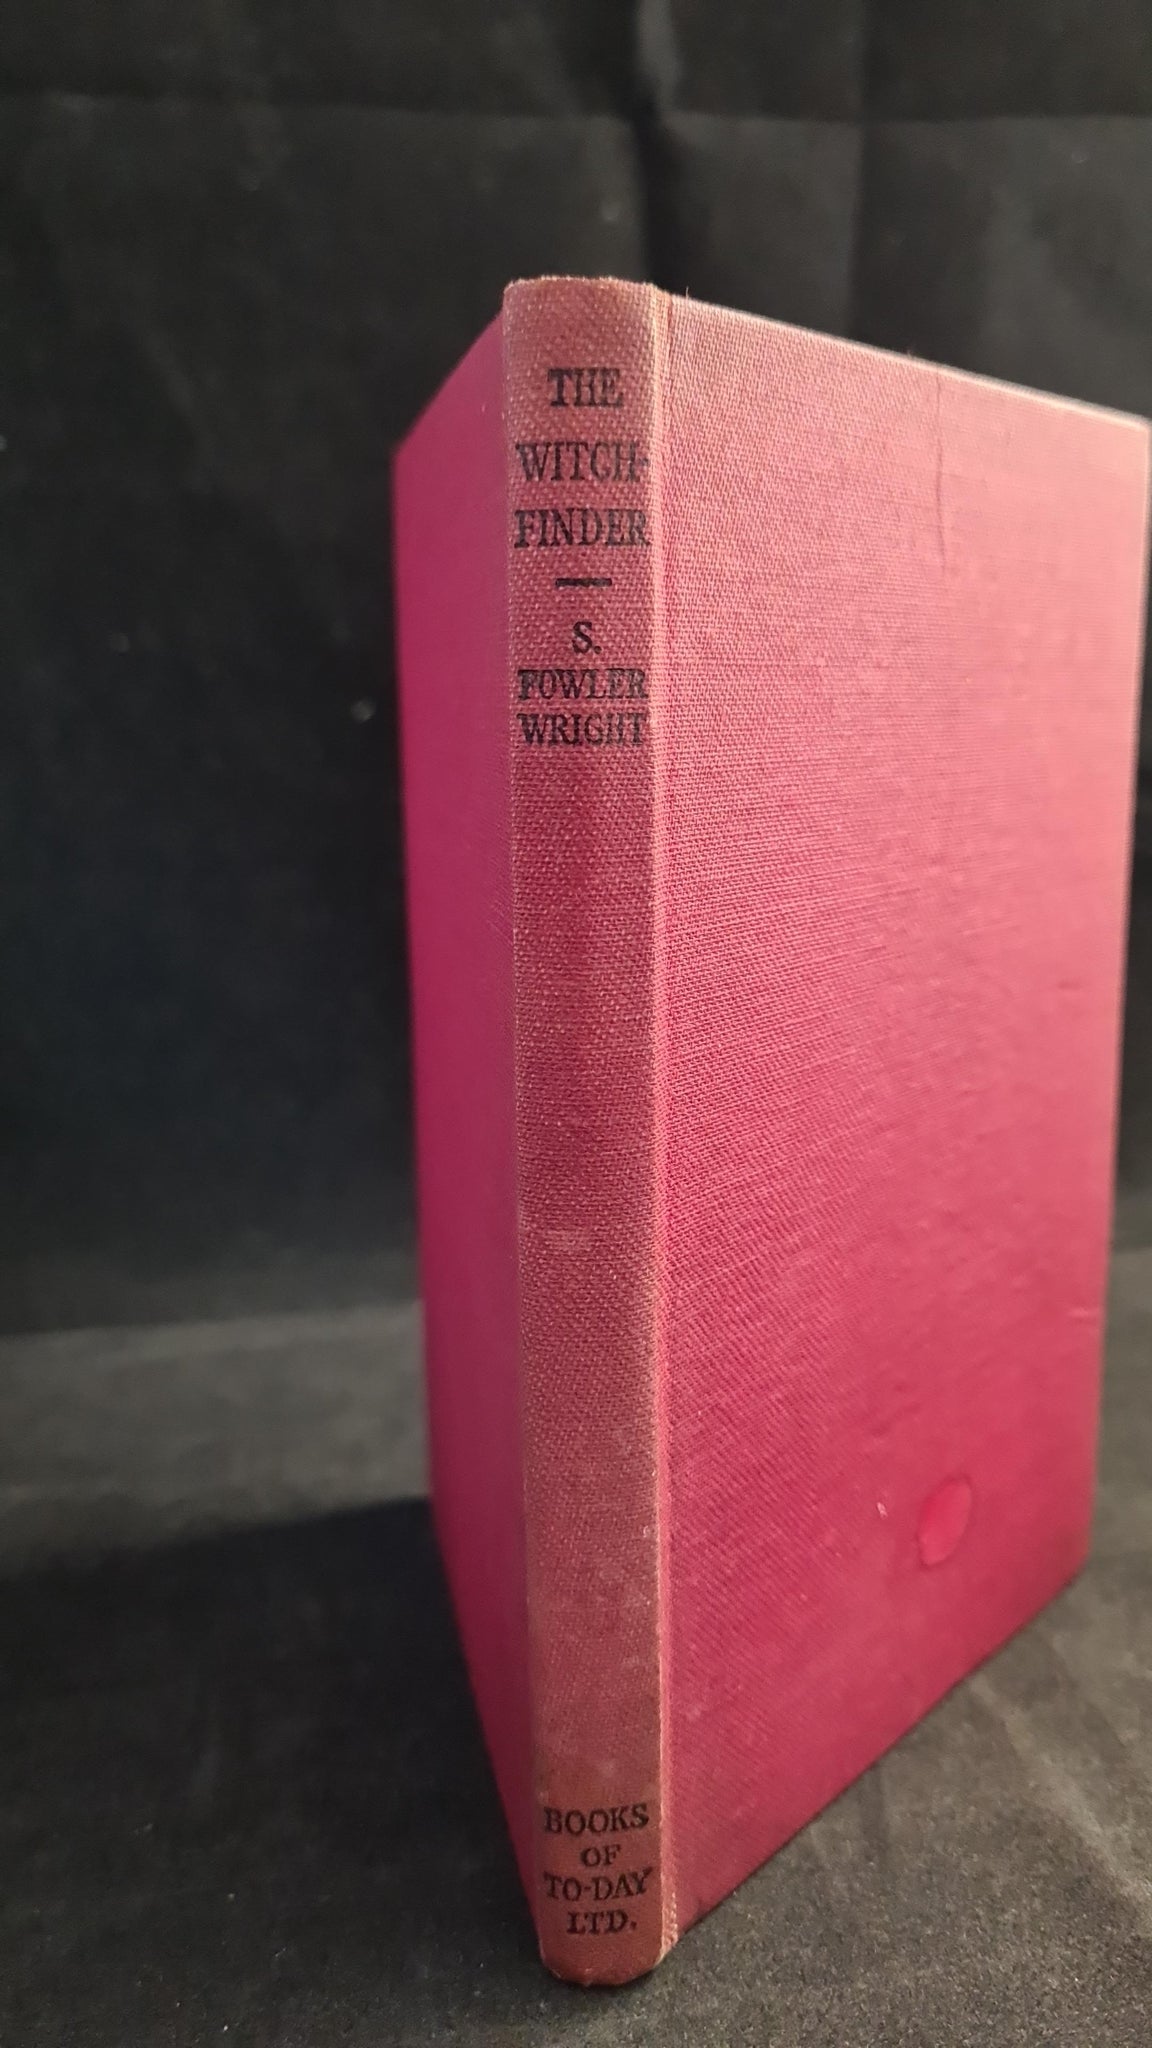 THE
WITCH-
FINDER
S.
FOWLER
WRIGHT
BOOKS
OF
TO-DAY
LTD.